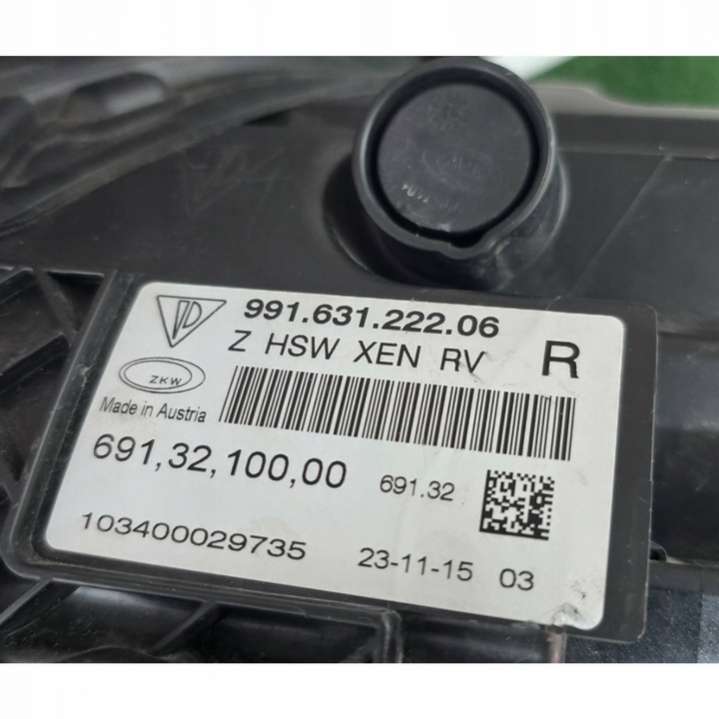 991.631.222.06
Z HSW XEN RV R
ZKW
Made in Austria
691,32,100,00
691.32
103400029735
23-11-15 03